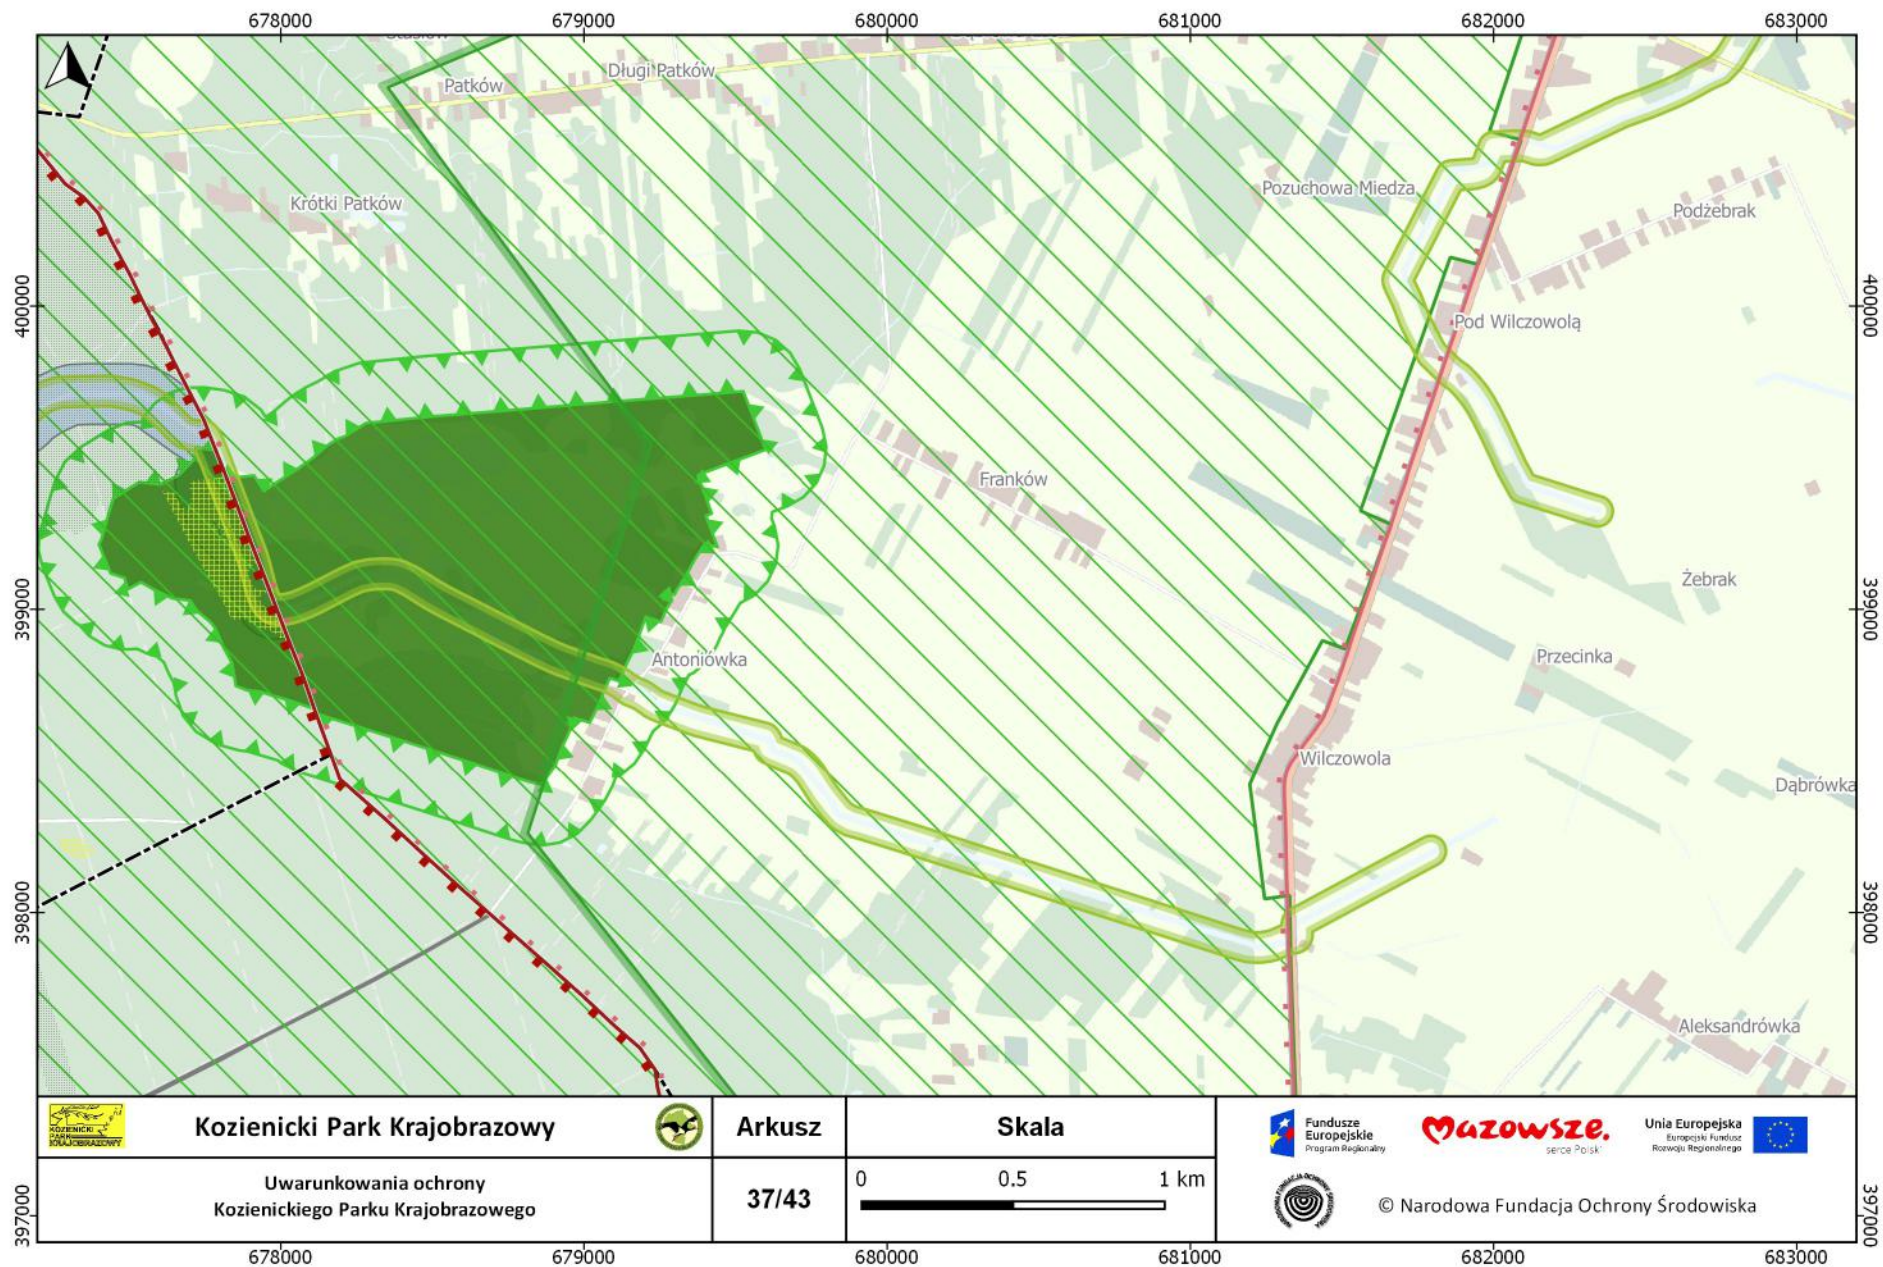 678000
679000
680000
681000
682000
683000
Długi Patków
Patków
Krótki Patków
Pozuchowa Miedza
Podżebrak
400000
400000
Pod Wilczowolą
Franków
Żebrak
399000
399000
Antoniówka
Przecinka
Wilczowola
Dąbrówka
398000
398000
Aleksandrówka
KOZIENICKI
PARK
KRAJOBRAZOWY
Kozienicki Park Krajobrazowy
Arkusz
Skala
Fundusze
Europejskie
Program Regionalny
Mazowsze.
serce Polski
Unia Europejska
Europejski Fundusz
Rozwoju Regionalnego
Uwarunkowania ochrony
Kozienickiego Parku Krajobrazowego
37/43
0
0.5
1 km
© Narodowa Fundacja Ochrony Środowiska
397000
397000
678000
679000
680000
681000
682000
683000